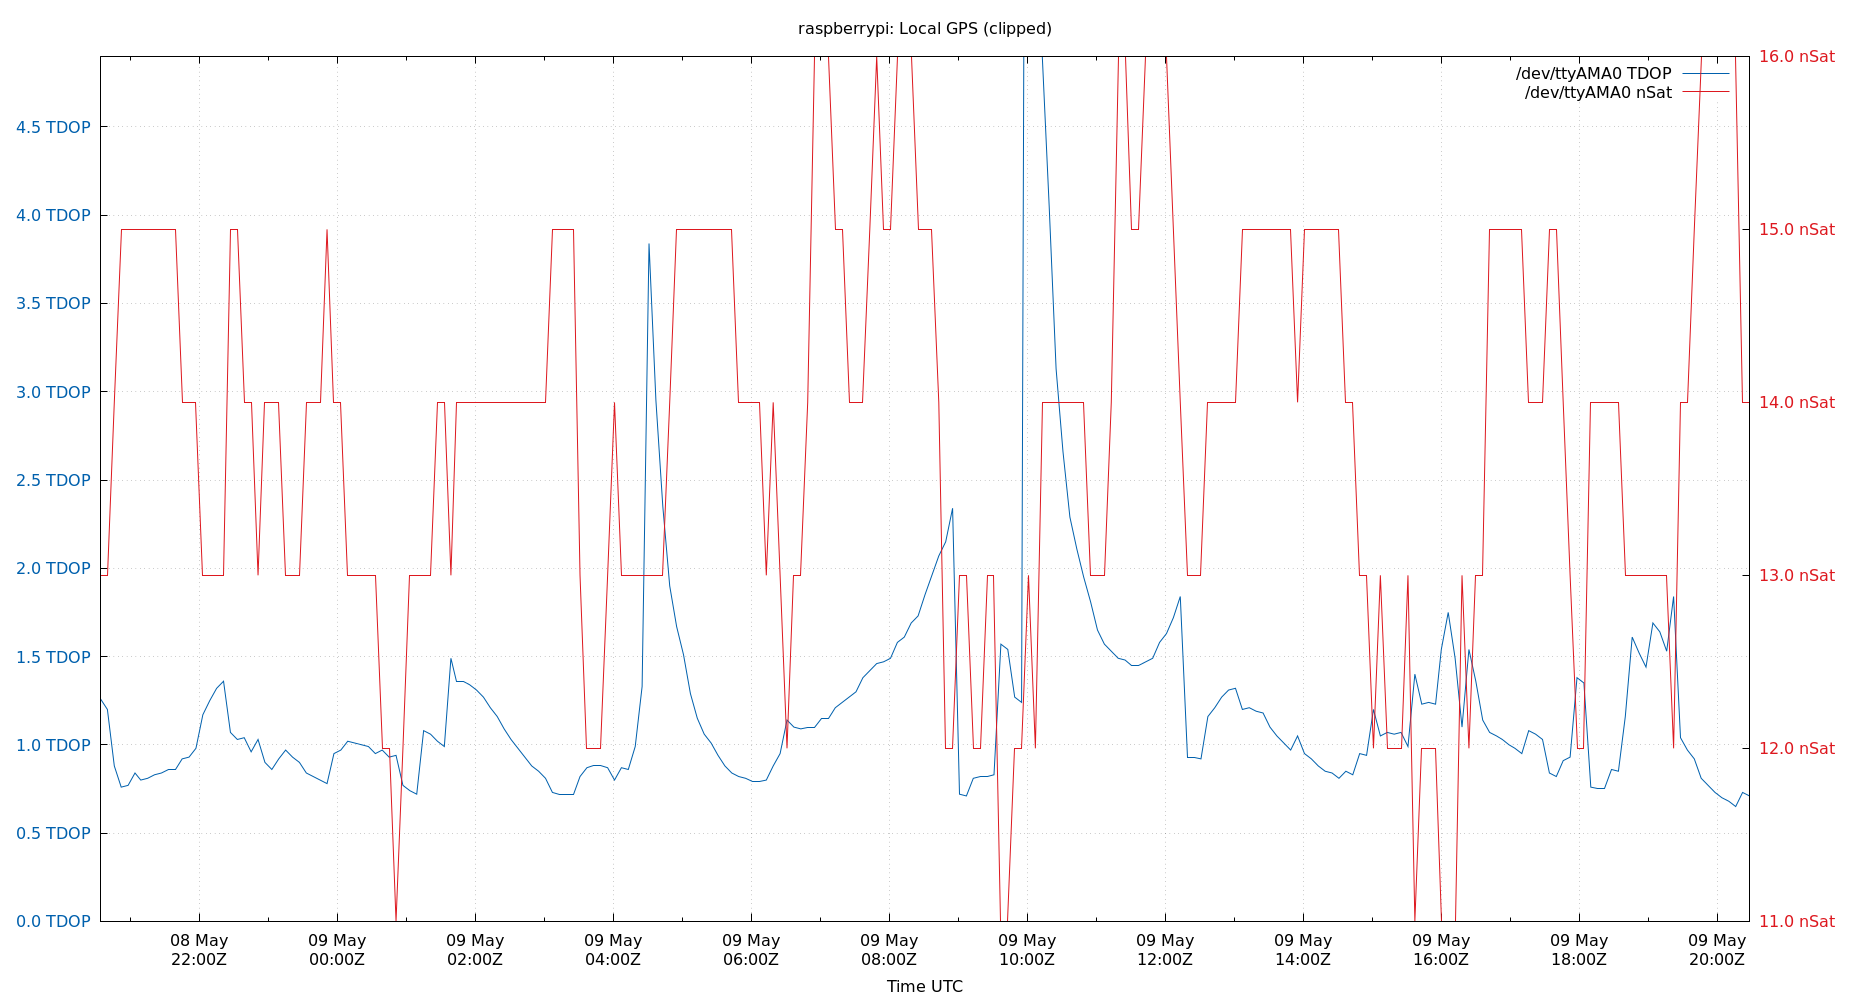 raspberrypi: Local GPS (clipped)
/dev/ttyAMA0 TDOP
/dev/ttyAMA0 nSat
4.5 TDOP
4.0 TDOP
3.5 TDOP
3.0 TDOP
2.5 TDOP
2.0 TDOP
1.5 TDOP
1.0 TDOP
0.5 TDOP
0.0 TDOP
16.0 nSat
15.0 nSat
14.0 nSat
13.0 nSat
12.0 nSat
11.0 nSat
08 May 09 May 09 May 09 May 09 May 09 May 09 May 09 May 09 May 09 May 09 May 09 May
22:00Z 00:00Z 02:00Z 04:00Z 06:00Z 08:00Z 10:00Z 12:00Z 14:00Z 16:00Z 18:00Z 20:00Z
Time UTC